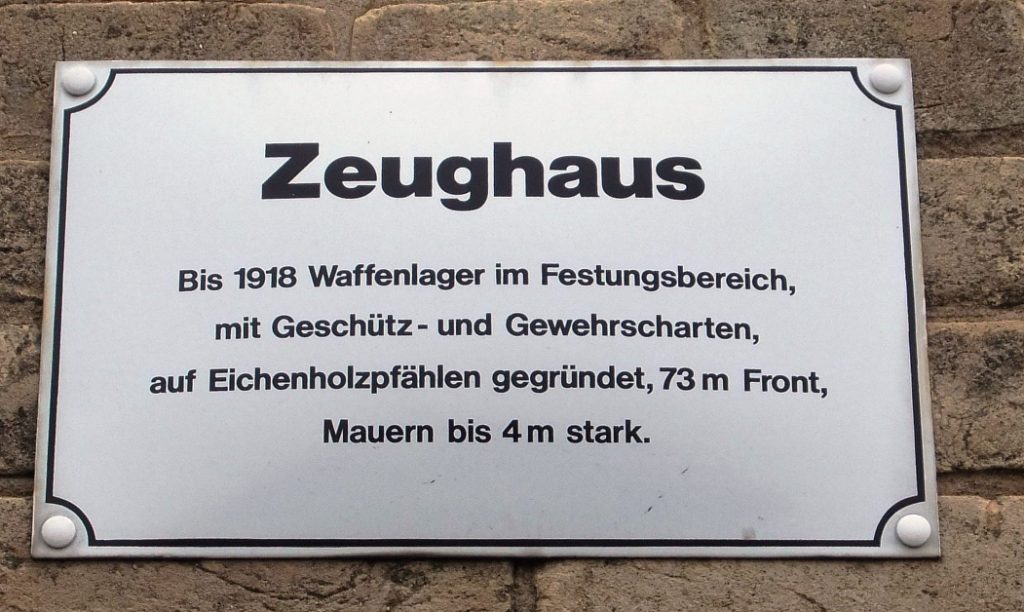 Zeughaus
Bis 1918 Waffenlager im Festungsbereich,
mit Geschütz- und Gewehrscharten,
auf Eichenholzpfählen gegründet, 73 m Front,
Mauern bis 4 m stark.